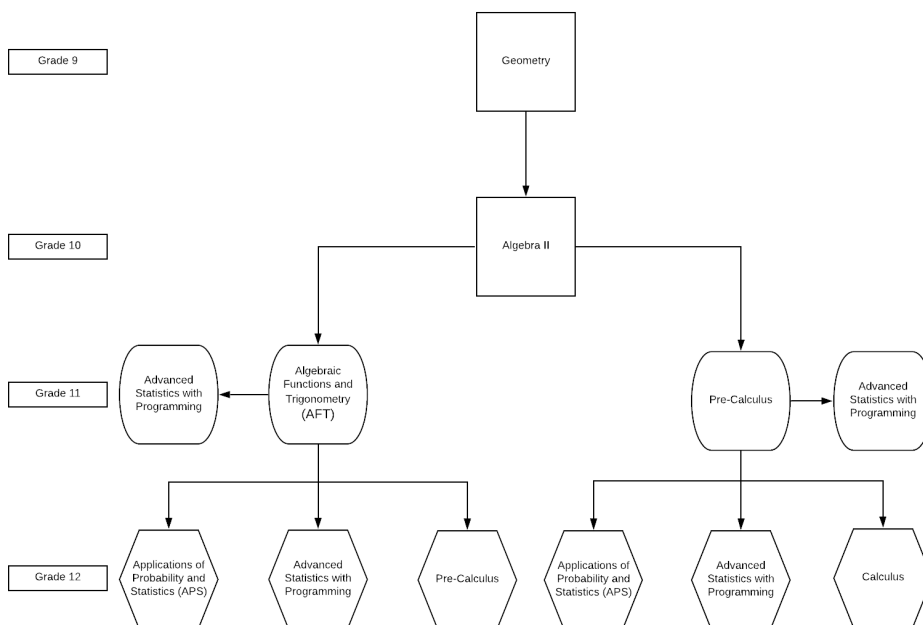 Grade 9
Geometry
Grade 10
Algebra II
Grade 11
Advanced
Statistics with
Programming
Algebraic
Functions and
Trigonometry
(AFT)
Pre-Calculus
Advanced
Statistics with
Programming
Grade 12
Applications of
Probability and
Statistics (APS)
Advanced
Statistics with
Programming
Pre-Calculus
Applications of
Probability and
Statistics (APS)
Advanced
Statistics with
Programming
Calculus